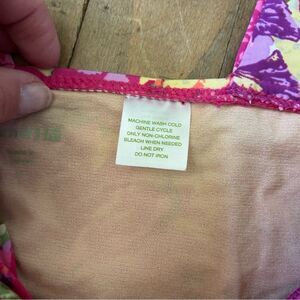 MACHINE WASH COLD
GENTLE CYCLE
ONLY NON-CHLORINE
BLEACH WHEN NEEDED
LINE DRY
DO NOT IRON